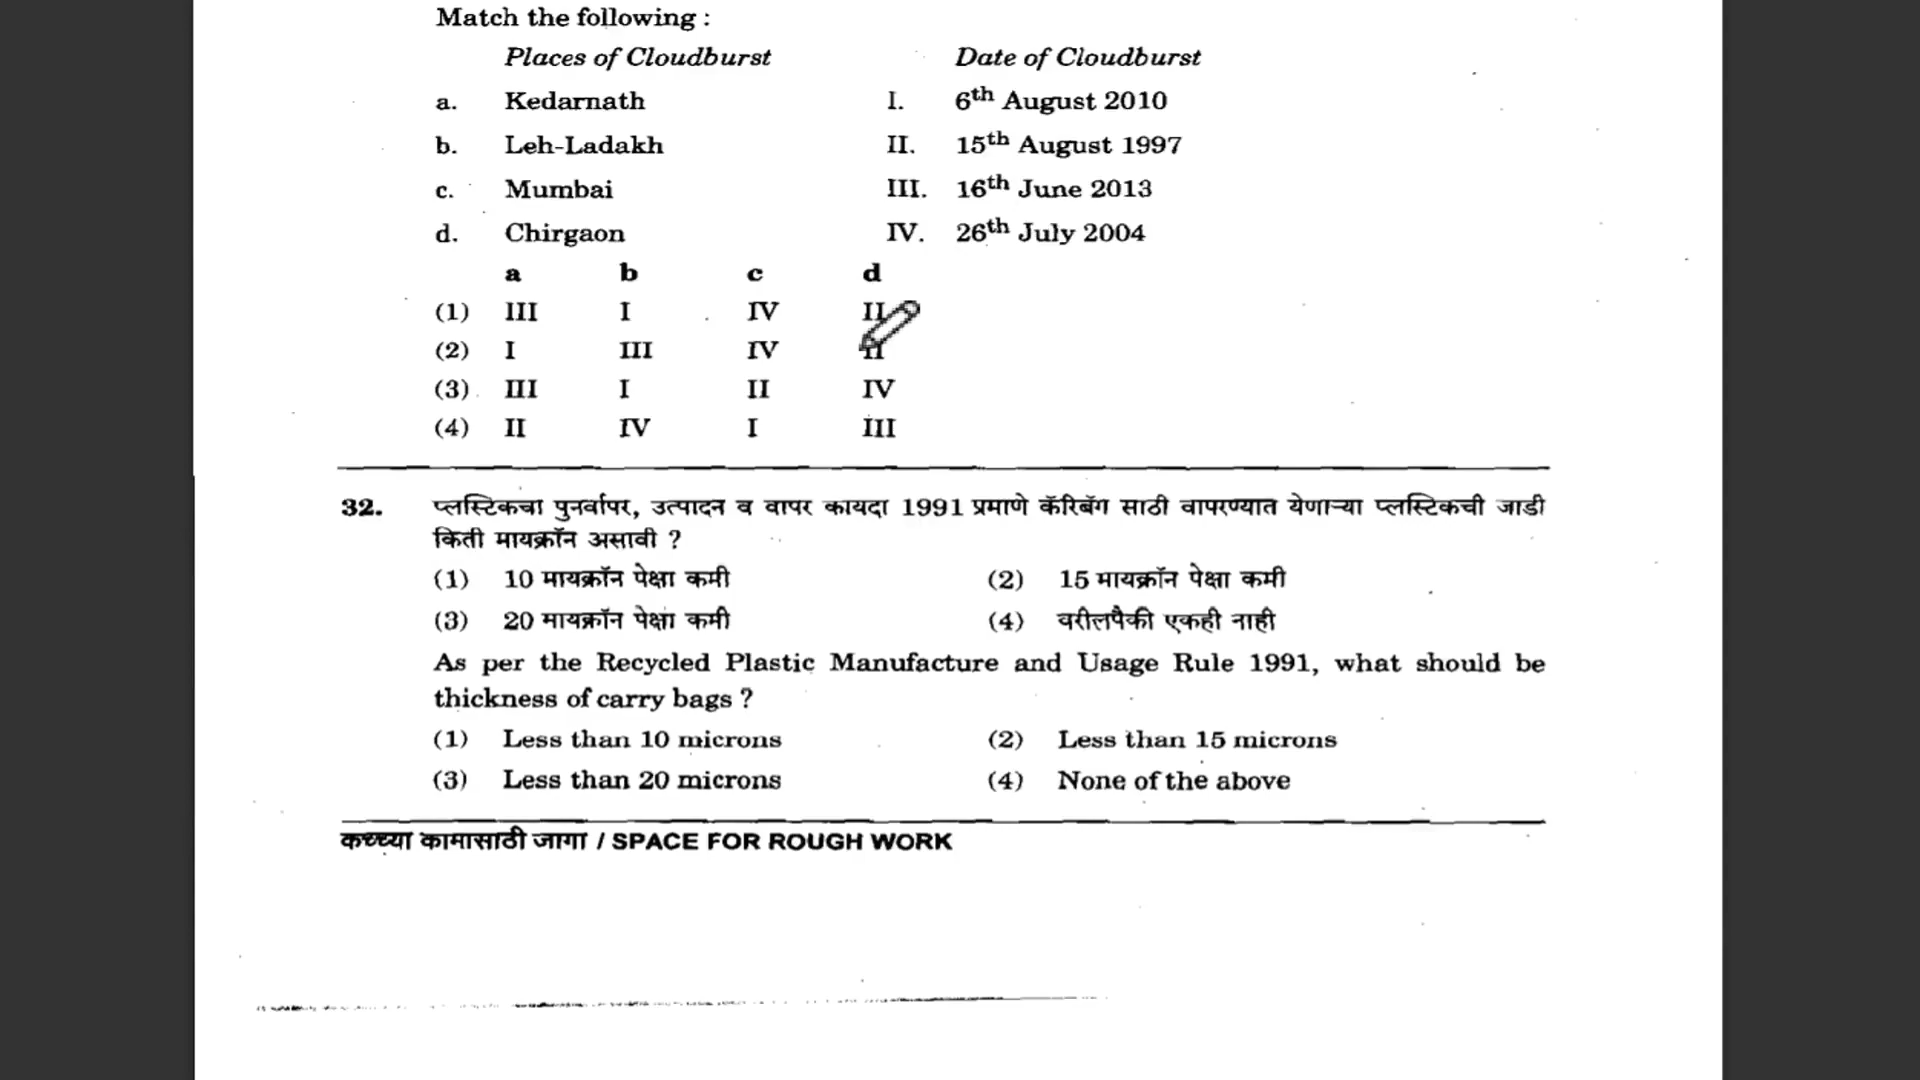 Match the following :
Places of Cloudburst Date of Cloudburst
a. Kedarnath I. 6th August 2010
b. Leh-Ladakh II. 15th August 1997
c. Mumbai III. 16th June 2013
d. Chirgaon IV. 26th July 2004
a b c d
(1) III I IV II
(2) I III IV II
(3) III I II IV
(4) II IV I III
32. प्लस्टिकचा पुनर्वापर, उत्पादन व वापर कायदा 1991 प्रमाणे कॅरिबॅग साठी वापरण्यात येणाऱ्या प्लस्टिकची जाडी
किती मायक्रॉन असावी ?
(1) 10 मायक्रॉन पेक्षा कमी (2) 15 मायक्रॉन पेक्षा कमी
(3) 20 मायक्रॉन पेक्षा कमी (4) वरीलपैकी एकही नाही
As per the Recycled Plastic Manufacture and Usage Rule 1991, what should be
thickness of carry bags ?
(1) Less than 10 microns (2) Less than 15 microns
(3) Less than 20 microns (4) None of the above
कच्च्या कामासाठी जागा / SPACE FOR ROUGH WORK